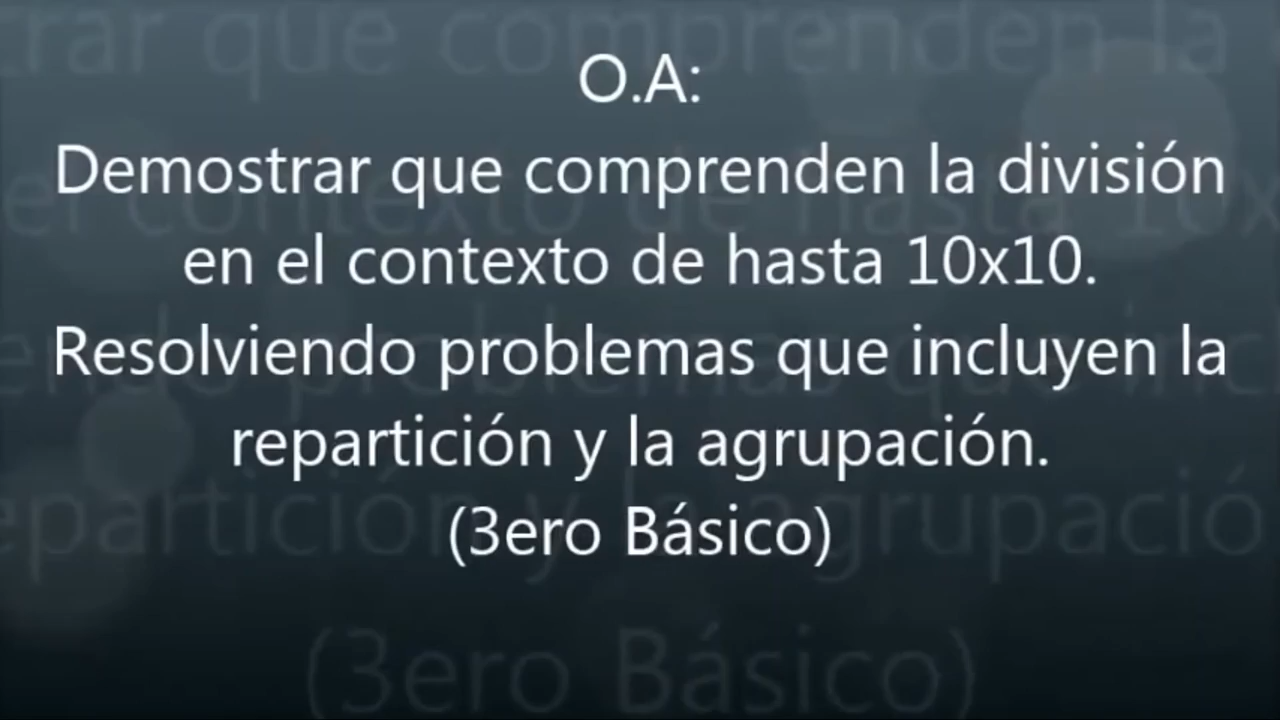 O.A:
Demostrar que comprenden la división
en el contexto de hasta 10x10.
Resolviendo problemas que incluyen la
repartición y la agrupación.
(3ero Básico)